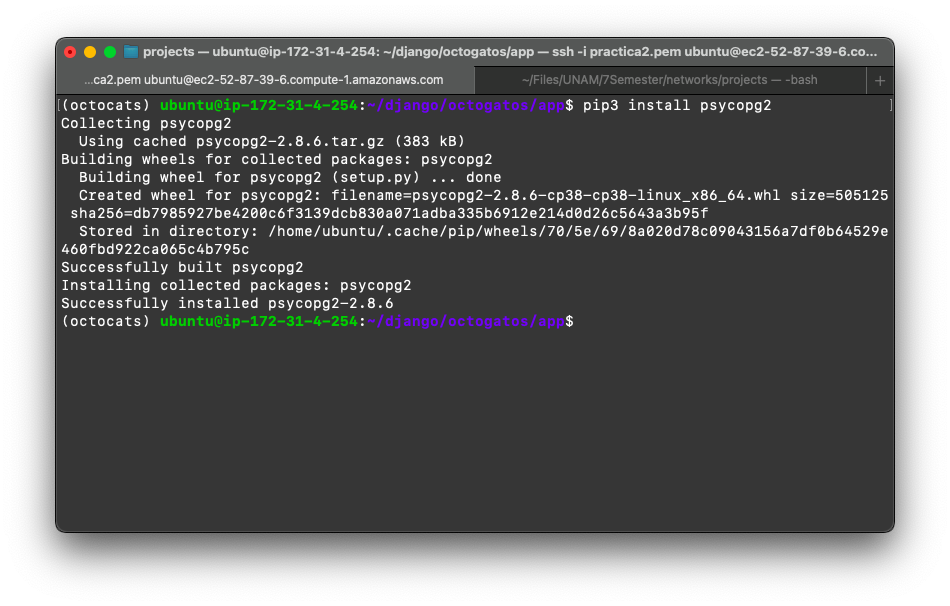 projects — ubuntu@ip-172-31-4-254: ~/django/octogatos/app — ssh -i practica2.pem ubuntu@ec2-52-87-39-6.co...
...ca2.pem ubuntu@ec2-52-87-39-6.compute-1.amazonaws.com
~/Files/UNAM/7Semester/networks/projects — -bash
+
[(octocats) ubuntu@ip-172-31-4-254:~/django/octogatos/app$ pip3 install psycopg2 ]
Collecting psycopg2
  Using cached psycopg2-2.8.6.tar.gz (383 kB)
Building wheels for collected packages: psycopg2
  Building wheel for psycopg2 (setup.py) ... done
  Created wheel for psycopg2: filename=psycopg2-2.8.6-cp38-cp38-linux_x86_64.whl size=505125
 sha256=db7985927be4200c6f3139dcb830a071adba335b6912e214d0d26c5643a3b95f
  Stored in directory: /home/ubuntu/.cache/pip/wheels/70/5e/69/8a020d78c09043156a7df0b64529e
460fbd922ca065c4b795c
Successfully built psycopg2
Installing collected packages: psycopg2
Successfully installed psycopg2-2.8.6
(octocats) ubuntu@ip-172-31-4-254:~/django/octogatos/app$